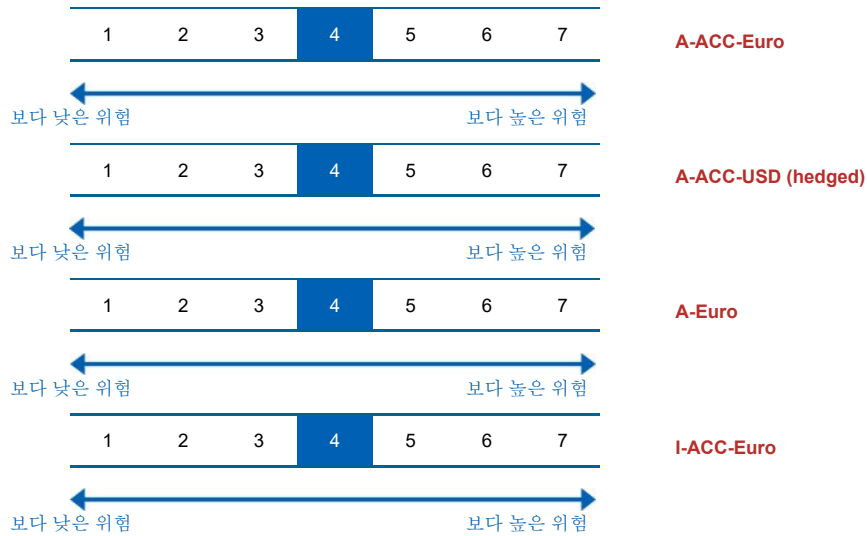 1 2 3 4 5 6 7
A-ACC-Euro
보다 낮은 위험 보다 높은 위험
1 2 3 4 5 6 7
A-ACC-USD (hedged)
보다 낮은 위험 보다 높은 위험
1 2 3 4 5 6 7
A-Euro
보다 낮은 위험 보다 높은 위험
1 2 3 4 5 6 7
I-ACC-Euro
보다 낮은 위험 보다 높은 위험